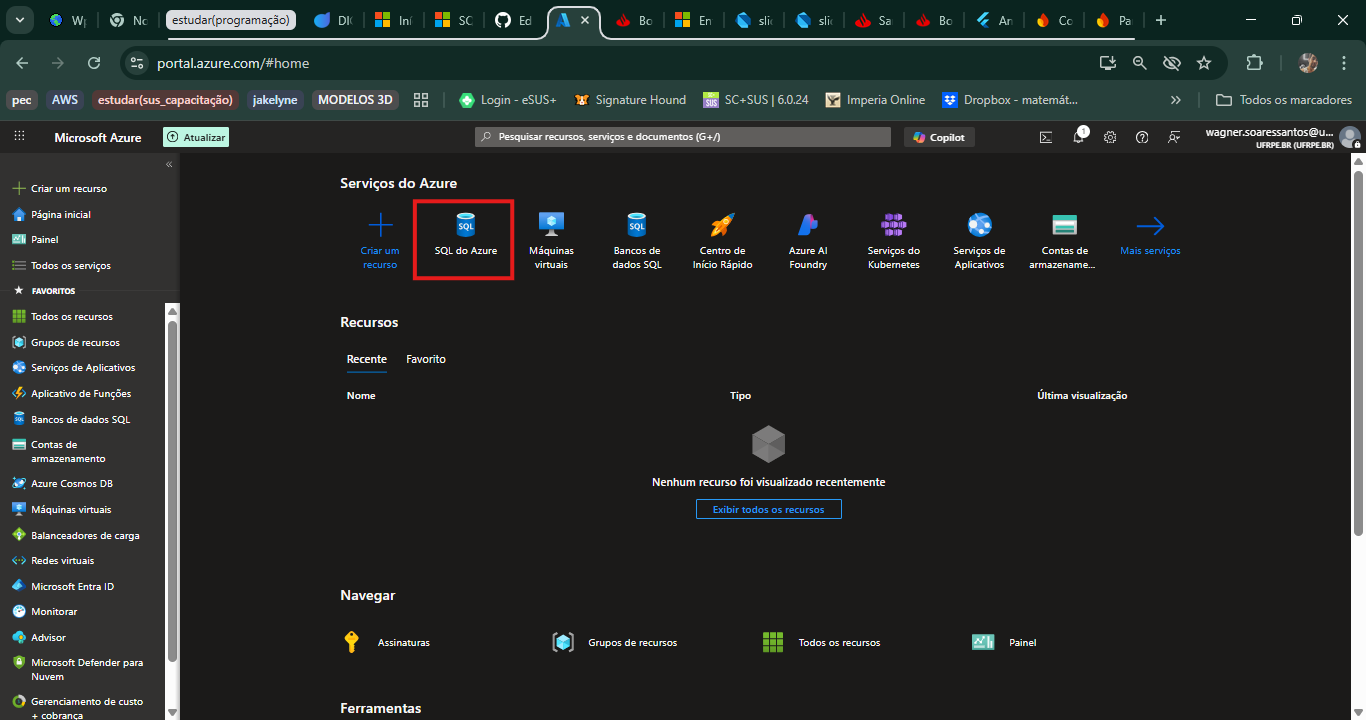 Wp
No
estudar(programação)
DIO
Iní
SC
Ed
Bo
En
slic
slic
Sa
Bo
An
Co
Pa
portal.azure.com/#home
pec
AWS
estudar(sus_capacitação)
jakelyne
MODELOS 3D
Login - eSUS+
Signature Hound
SC+SUS | 6.0.24
Imperia Online
Dropbox - matemát...
»
Todos os marcadores
Microsoft Azure
Atualizar
Pesquisar recursos, serviços e documentos (G+/)
Copilot
1
wagner.soaressantos@u...
UFRPE.BR (UFRPE.BR)
«
Criar um recurso
Página inicial
Painel
Todos os serviços
FAVORITOS
Todos os recursos
Grupos de recursos
Serviços de Aplicativos
Aplicativo de Funções
Bancos de dados SQL
Contas de
armazenamento
Azure Cosmos DB
Máquinas virtuais
Balanceadores de carga
Redes virtuais
Microsoft Entra ID
Monitorar
Advisor
Microsoft Defender para
Nuvem
Gerenciamento de custo
+ cobrança
Serviços do Azure
Criar um
recurso
SQL
SQL do Azure
Máquinas
virtuais
SQL
Bancos de
dados SQL
Centro de
Início Rápido
Azure AI
Foundry
Serviços do
Kubernetes
Serviços de
Aplicativos
Contas de
armazename...
Mais serviços
Recursos
Recente
Favorito
Nome
Tipo
Última visualização
Nenhum recurso foi visualizado recentemente
Exibir todos os recursos
Navegar
Assinaturas
Grupos de recursos
Todos os recursos
Painel
Ferramentas